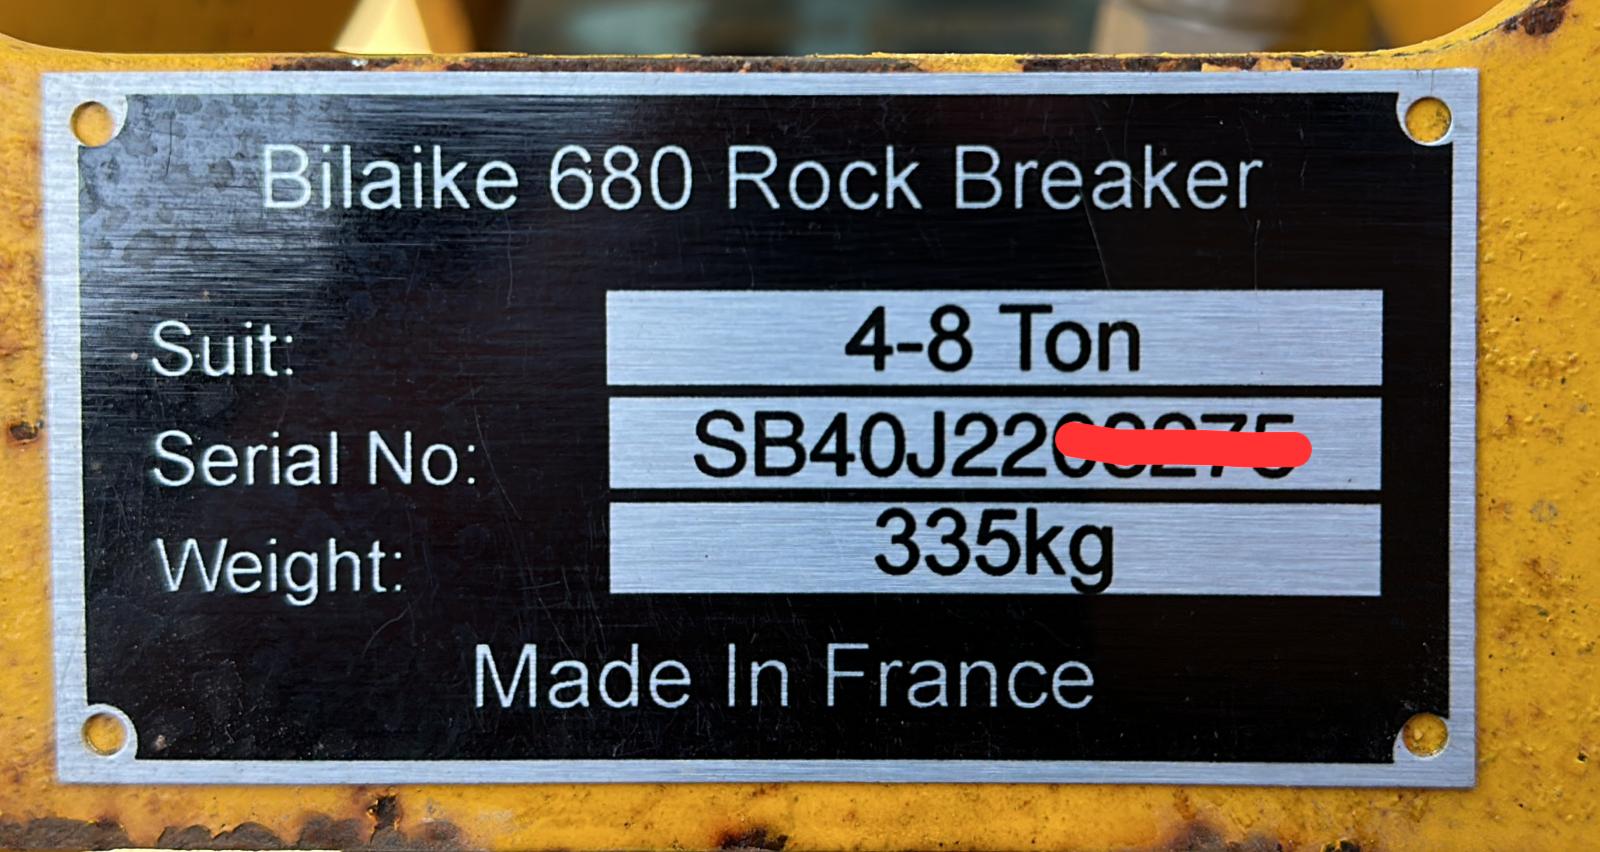 Bilaike 680 Rock Breaker
Suit: 4-8 Ton
Serial No: SB40J22
Weight: 335kg
Made In France